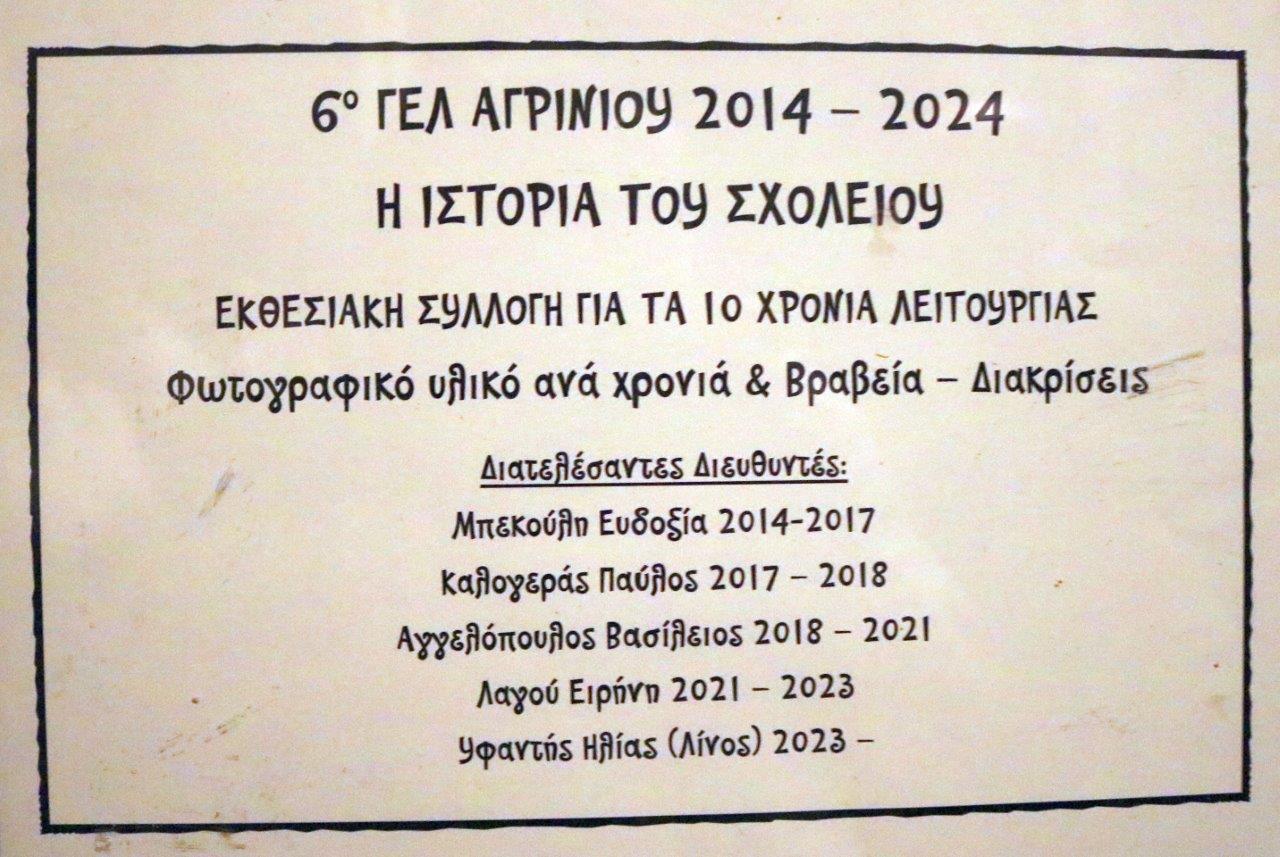 6º ΓΕΛ ΑΓΡΙΝΙΟΥ 2014 – 2024
Η ΙΣΤΟΡΙΑ ΤΟΥ ΣΧΟΛΕΙΟΥ
ΕΚΘΕΣΙΑΚΗ ΣΥΛΛΟΓΗ ΓΙΑ ΤΑ 10 ΧΡΟΝΙΑ ΛΕΙΤΟΥΡΓΙΑΣ
Φωτογραφικό υλικό ανά χρονιά & Βραβεία – Διακρίσεις
Διατελέσαντες Διευθυντές:
Μπεκούλη Ευδοξία 2014-2017
Καλογεράς Παύλος 2017 – 2018
Αγγελόπουλος Βασίλειος 2018 – 2021
Λαγού Ειρήνη 2021 – 2023
Υφαντής Ηλίας (Λίνος) 2023 –